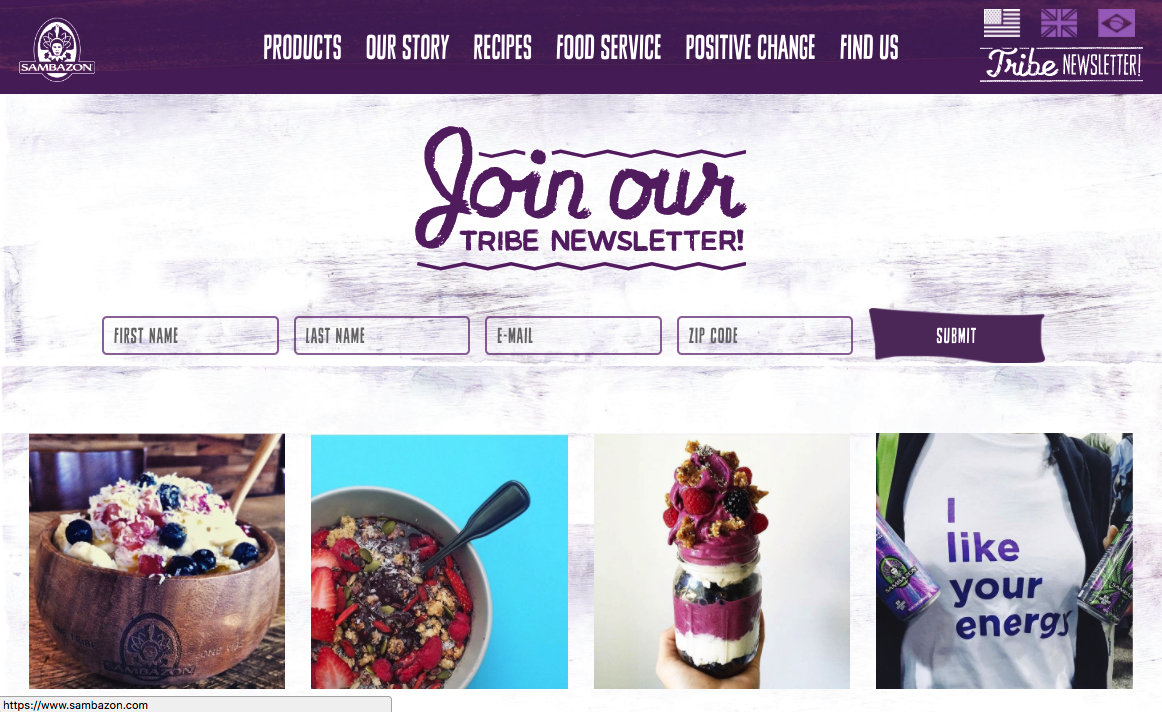 SAMBAZON
PRODUCTS OUR STORY RECIPES FOOD SERVICE POSITIVE CHANGE FIND US
Tribe NEWSLETTER!
Join our
TRIBE NEWSLETTER!
FIRST NAME LAST NAME E-MAIL ZIP CODE SUBMIT
SAMBAZON
I
like
your
energy
SAMBAZON
https://www.sambazon.com